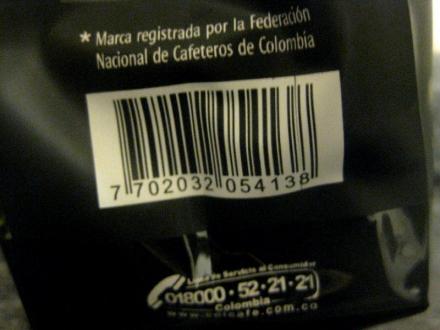 * Marca registrada por la Federación
Nacional de Cafeteros de Colombia
7 702032 054138
Línea de Servicio al Consumidor
018000·52·21·21
Colombia
www.colcafe.com.co